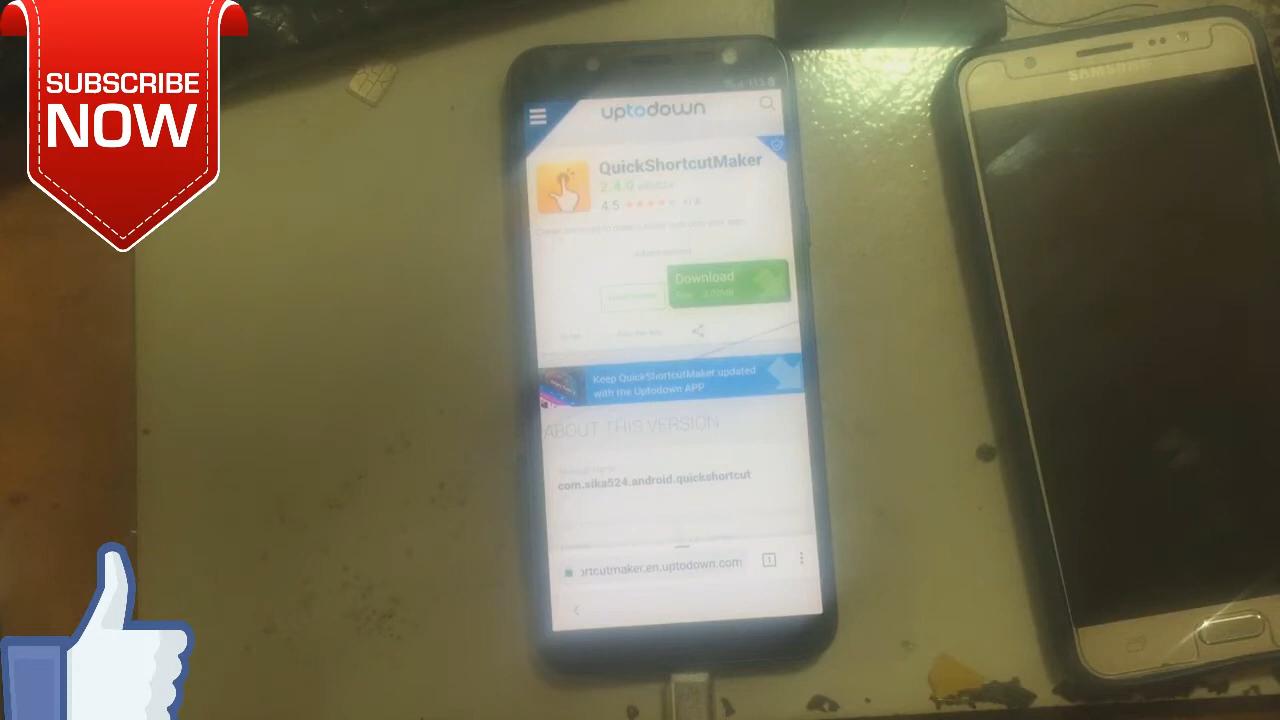 SUBSCRIBE
NOW
SAMSUNG
uptodown
QuickShortcutMaker
2.4.0
4.5
Download
Keep QuickShortcutMaker updated
with the Uptodown APP
ABOUT THIS VERSION
com.sika524.android.quickshortcut
rtcutmaker.en.uptodown.com
1